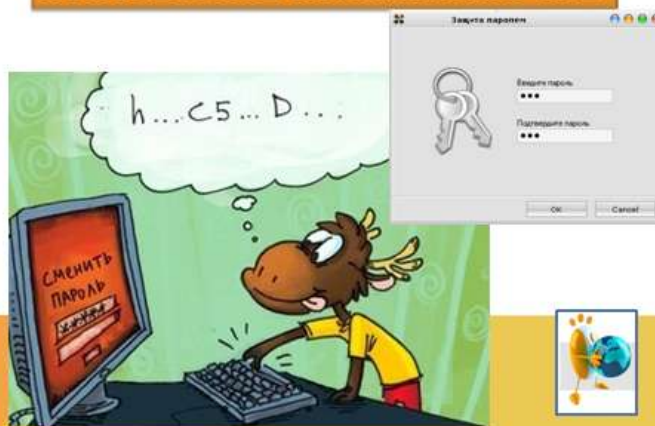 Защита паролем
Введите пароль
Подтвердите пароль
OK
Cancel
h...C5...D...
СМЕНИТЬ
ПАРОЛЬ